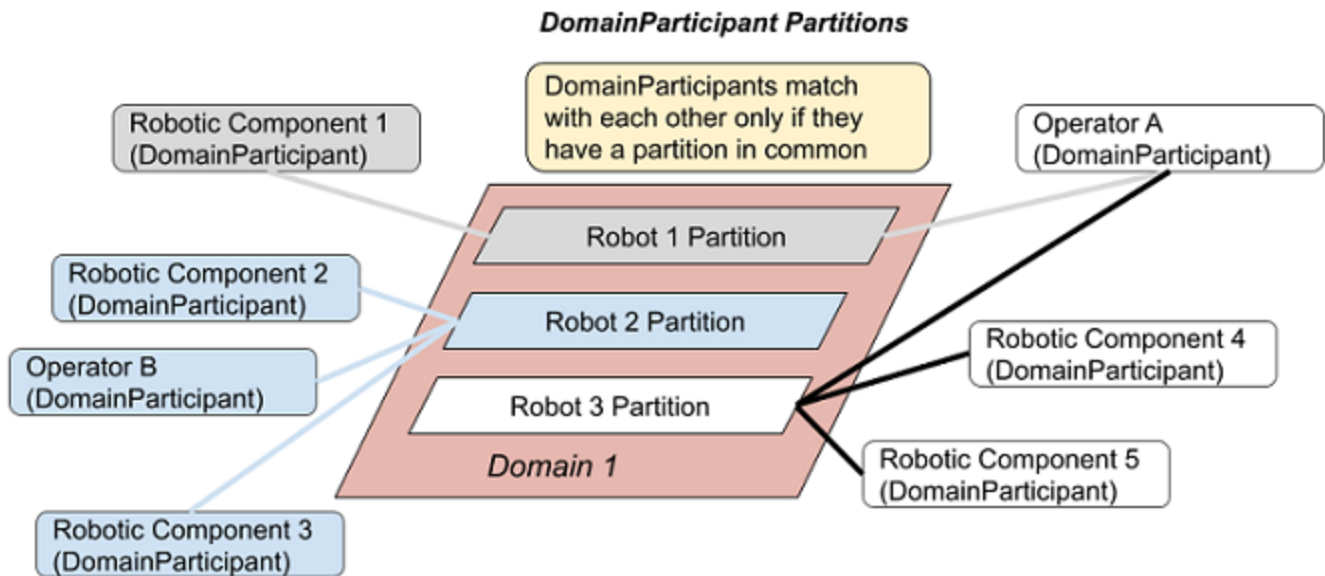 DomainParticipant Partitions
DomainParticipants match
with each other only if they
have a partition in common
Robotic Component 1
(DomainParticipant)
Operator A
(DomainParticipant)
Robot 1 Partition
Robotic Component 2
(DomainParticipant)
Robot 2 Partition
Operator B
(DomainParticipant)
Robotic Component 4
(DomainParticipant)
Robot 3 Partition
Domain 1
Robotic Component 5
(DomainParticipant)
Robotic Component 3
(DomainParticipant)